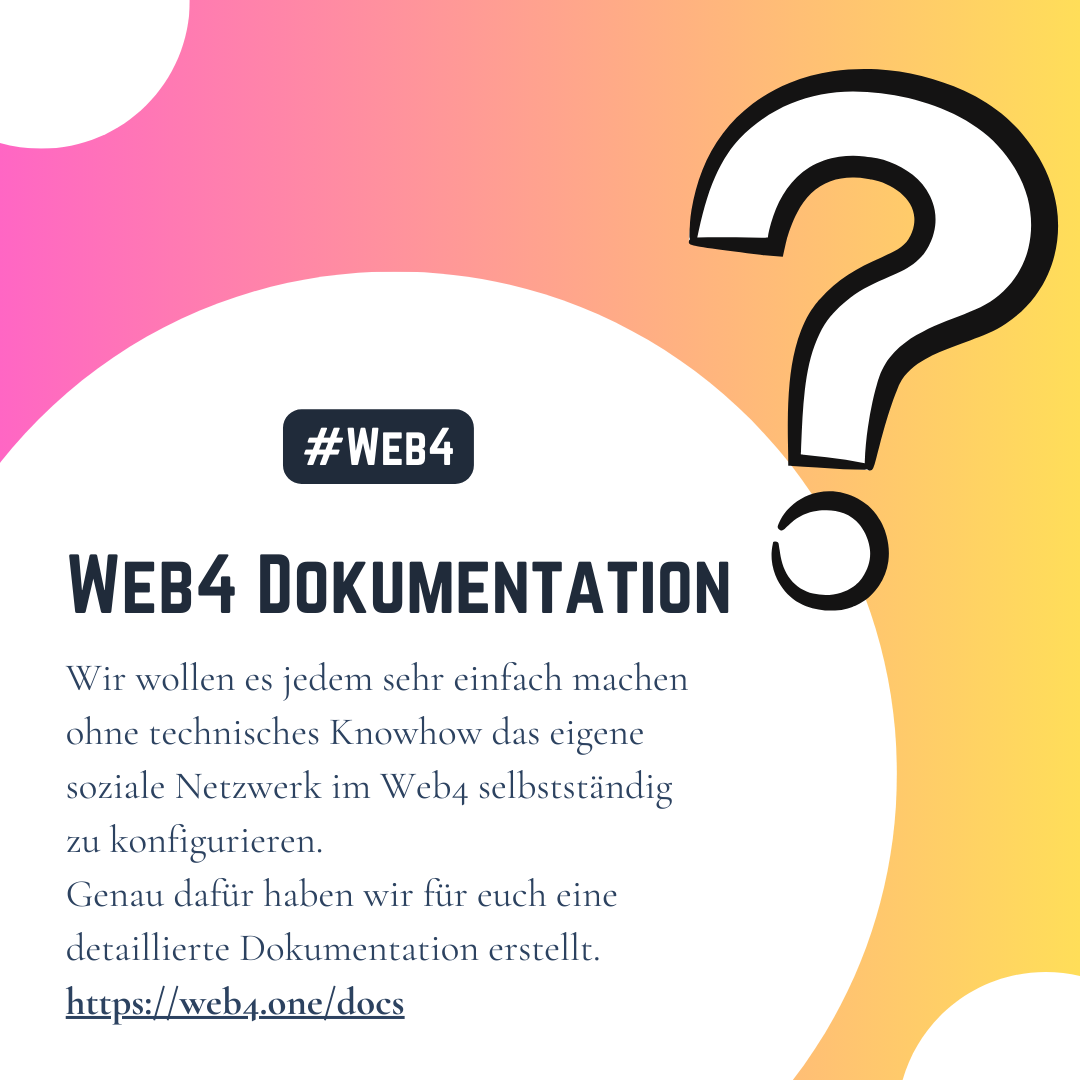 #Web4
Web4 Dokumentation
Wir wollen es jedem sehr einfach machen
ohne technisches Knowhow das eigene
soziale Netzwerk im Web4 selbstständig
zu konfigurieren.
Genau dafür haben wir für euch eine
detaillierte Dokumentation erstellt.
https://web4.one/docs